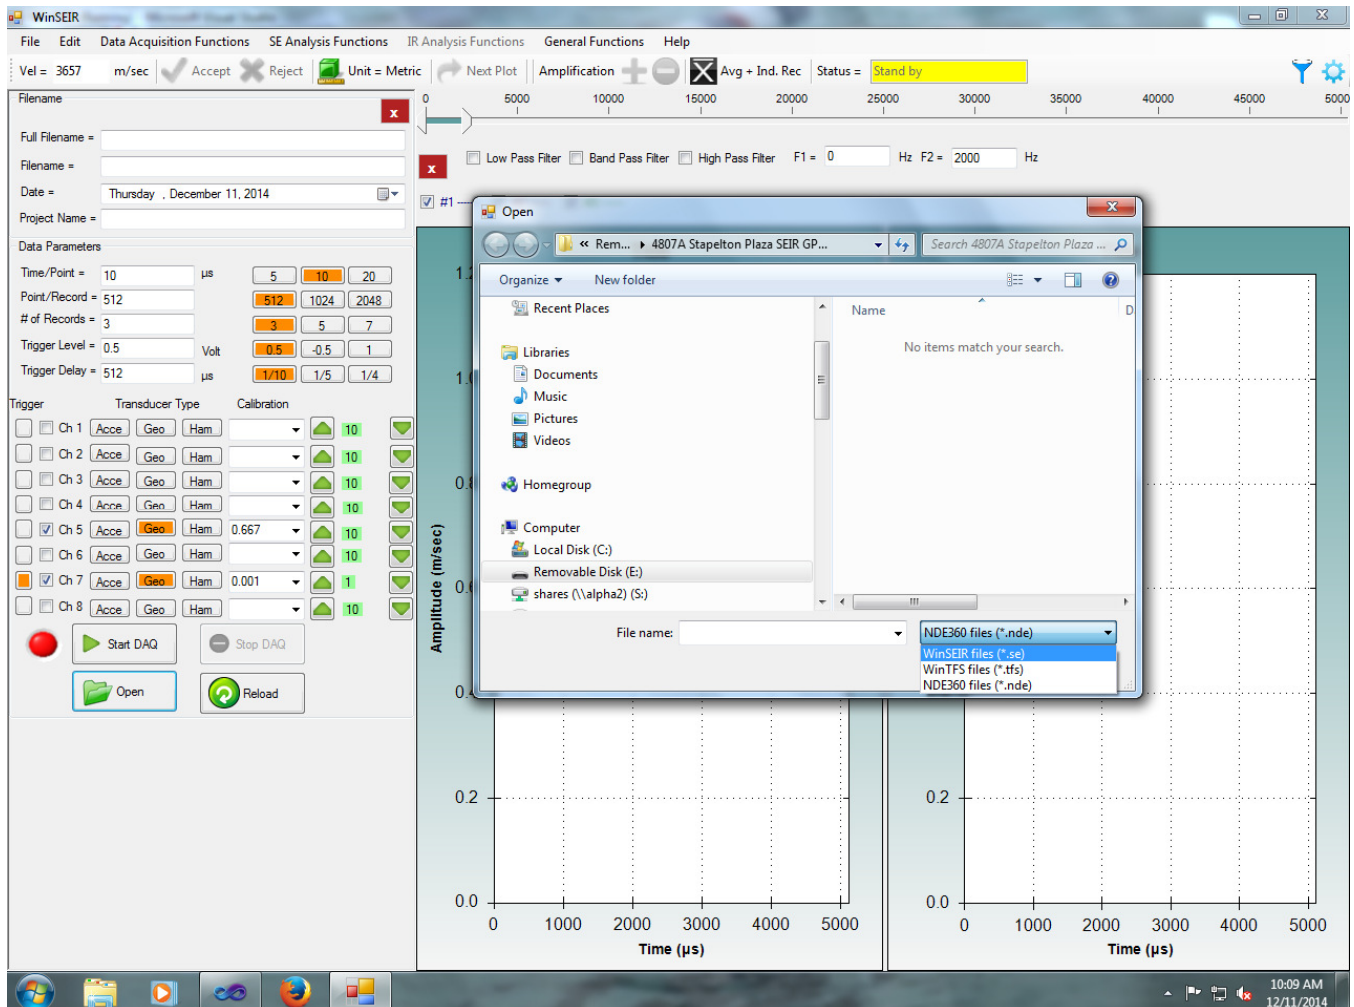 WinSEIR
File Edit Data Acquisition Functions SE Analysis Functions IR Analysis Functions General Functions Help
Vel = 3657 m/sec Accept Reject Unit = Metric Next Plot Amplification Avg + Ind. Rec Status = Stand by
Filename
x
0 5000 10000 15000 20000 25000 30000 35000 40000 45000 5000
Full Filename =
Filename =
x
Low Pass Filter Band Pass Filter High Pass Filter F1 = 0 Hz F2 = 2000 Hz
Date = Thursday , December 11, 2014
#1
Project Name =
Data Parameters
Time/Point = 10 µs 5 10 20
Point/Record = 512 512 1024 2048
# of Records = 3 3 5 7
Trigger Level = 0.5 Volt 0.5 -0.5 1
Trigger Delay = 512 µs 1/10 1/5 1/4
Trigger Transducer Type Calibration
Ch 1 Acce Geo Ham 10
Ch 2 Acce Geo Ham 10
Ch 3 Acce Geo Ham 10
Ch 4 Acce Geo Ham 10
Ch 5 Acce Geo Ham 0.667 10
Ch 6 Acce Geo Ham 10
Ch 7 Acce Geo Ham 0.001 1
Ch 8 Acce Geo Ham 10
Start DAQ Stop DAQ
Open Reload
Open
x
« Rem... 4807A Stapelton Plaza SEIR GP...
Search 4807A Stapelton Plaza ...
Organize New folder
Recent Places
Libraries
Documents
Music
Pictures
Videos
Homegroup
Computer
Local Disk (C:)
Removable Disk (E:)
shares (\\alpha2) (S:)
Name D
No items match your search.
File name:
NDE360 files (*.nde)
WinSEIR files (*.se)
WinTFS files (*.tfs)
NDE360 files (*.nde)
Amplitude (m/sec)
1.
1.
0.
0.
0.
0.2
0.0
0 1000 2000 3000 4000 5000
Time (µs)
0.2
0.0
0 1000 2000 3000 4000 5000
Time (µs)
10:09 AM
12/11/2014